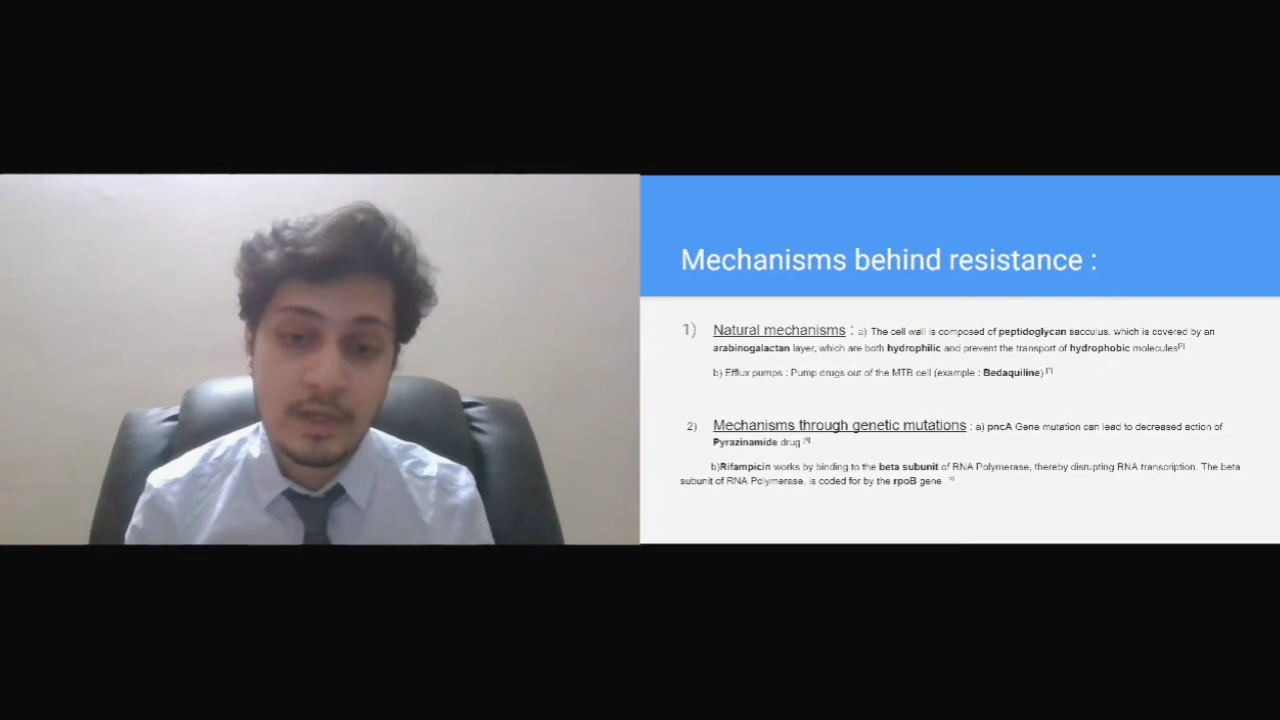 Mechanisms behind resistance :
1) Natural mechanisms : a) The cell wall is composed of peptidoglycan sacculus, which is covered by an
arabinogalactan layer, which are both hydrophilic and prevent the transport of hydrophobic molecules
b) Efflux pumps : Pump drugs out of the MTB cell (example : Bedaquiline)
2) Mechanisms through genetic mutations : a) pncA Gene mutation can lead to decreased action of
Pyrazinamide drug
b)Rifampicin works by binding to the beta subunit of RNA Polymerase, thereby disrupting RNA transcription. The beta
subunit of RNA Polymerase, is coded for by the rpoB gene